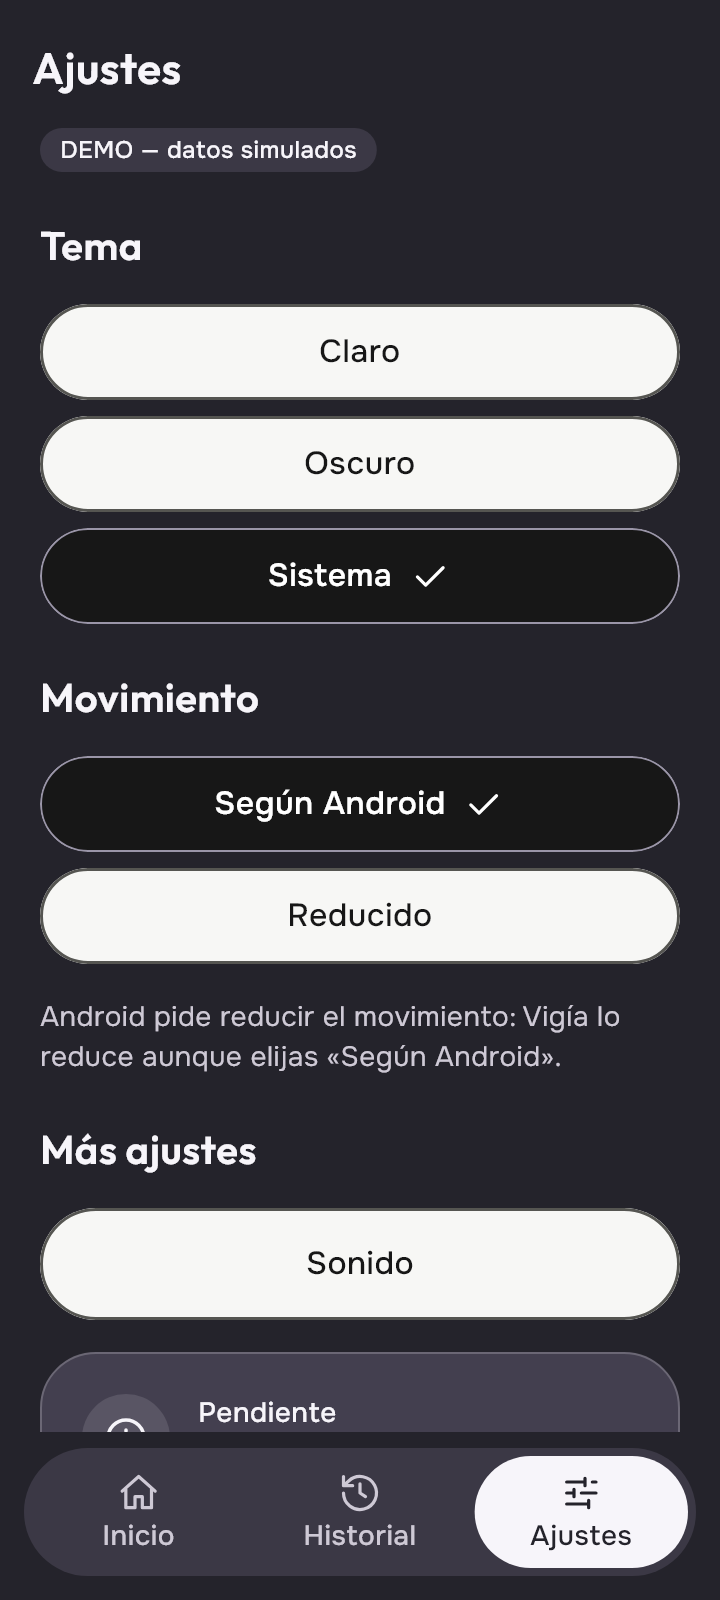 Ajustes
DEMO — datos simulados
Tema
Claro
Oscuro
Sistema
Movimiento
Según Android
Reducido
Android pide reducir el movimiento: Vigía lo
reduce aunque elijas «Según Android».
Más ajustes
Sonido
Pendiente
Inicio
Historial
Ajustes